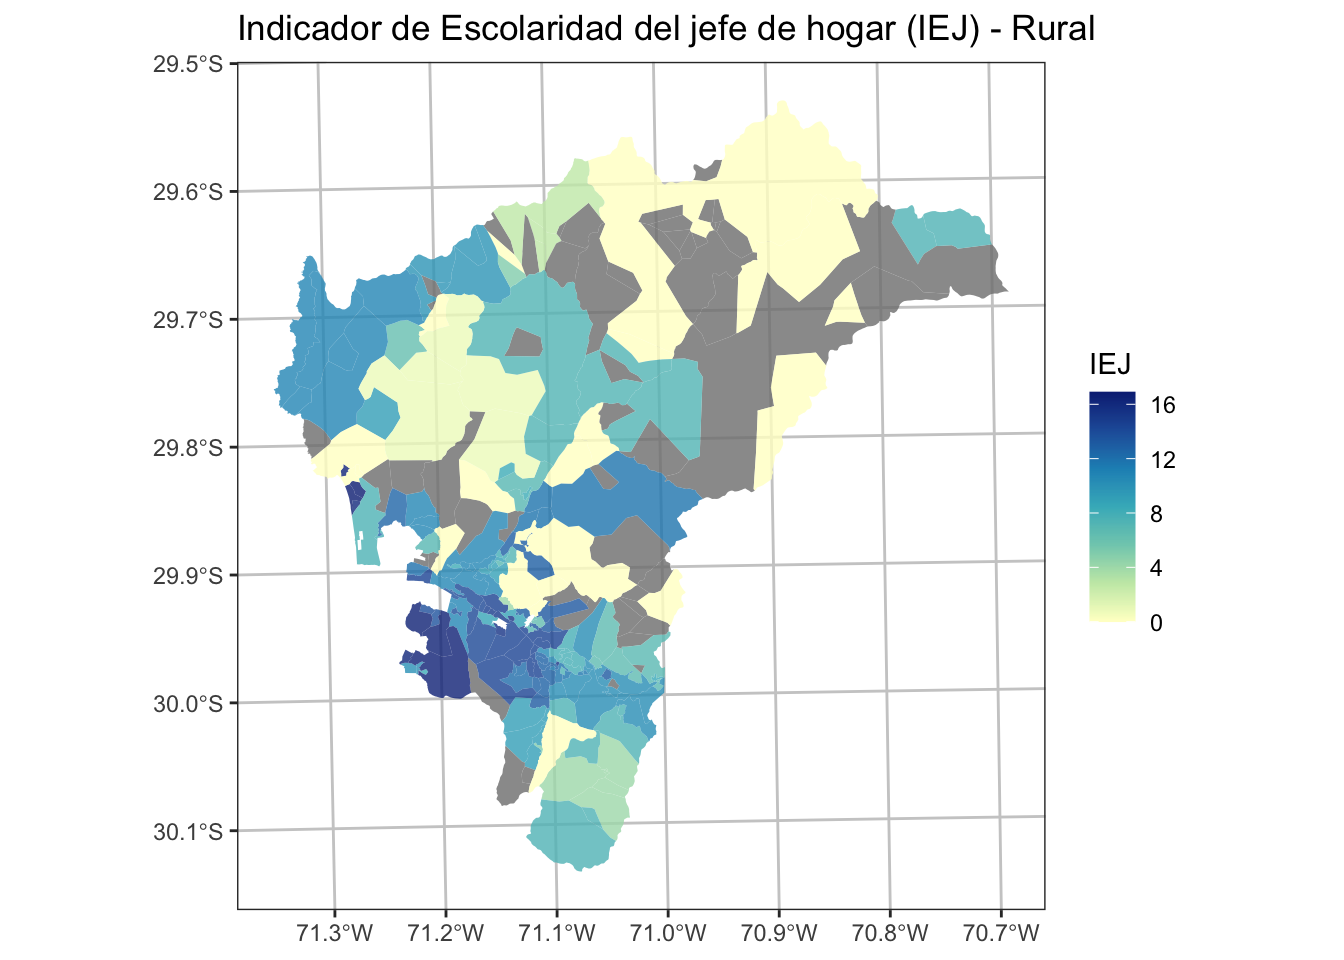 Indicador de Escolaridad del jefe de hogar (IEJ) - Rural
29.5°S
29.6°S
29.7°S
29.8°S
29.9°S
30.0°S
30.1°S
71.3°W 71.2°W 71.1°W 71.0°W 70.9°W 70.8°W 70.7°W
IEJ
16
12
8
4
0